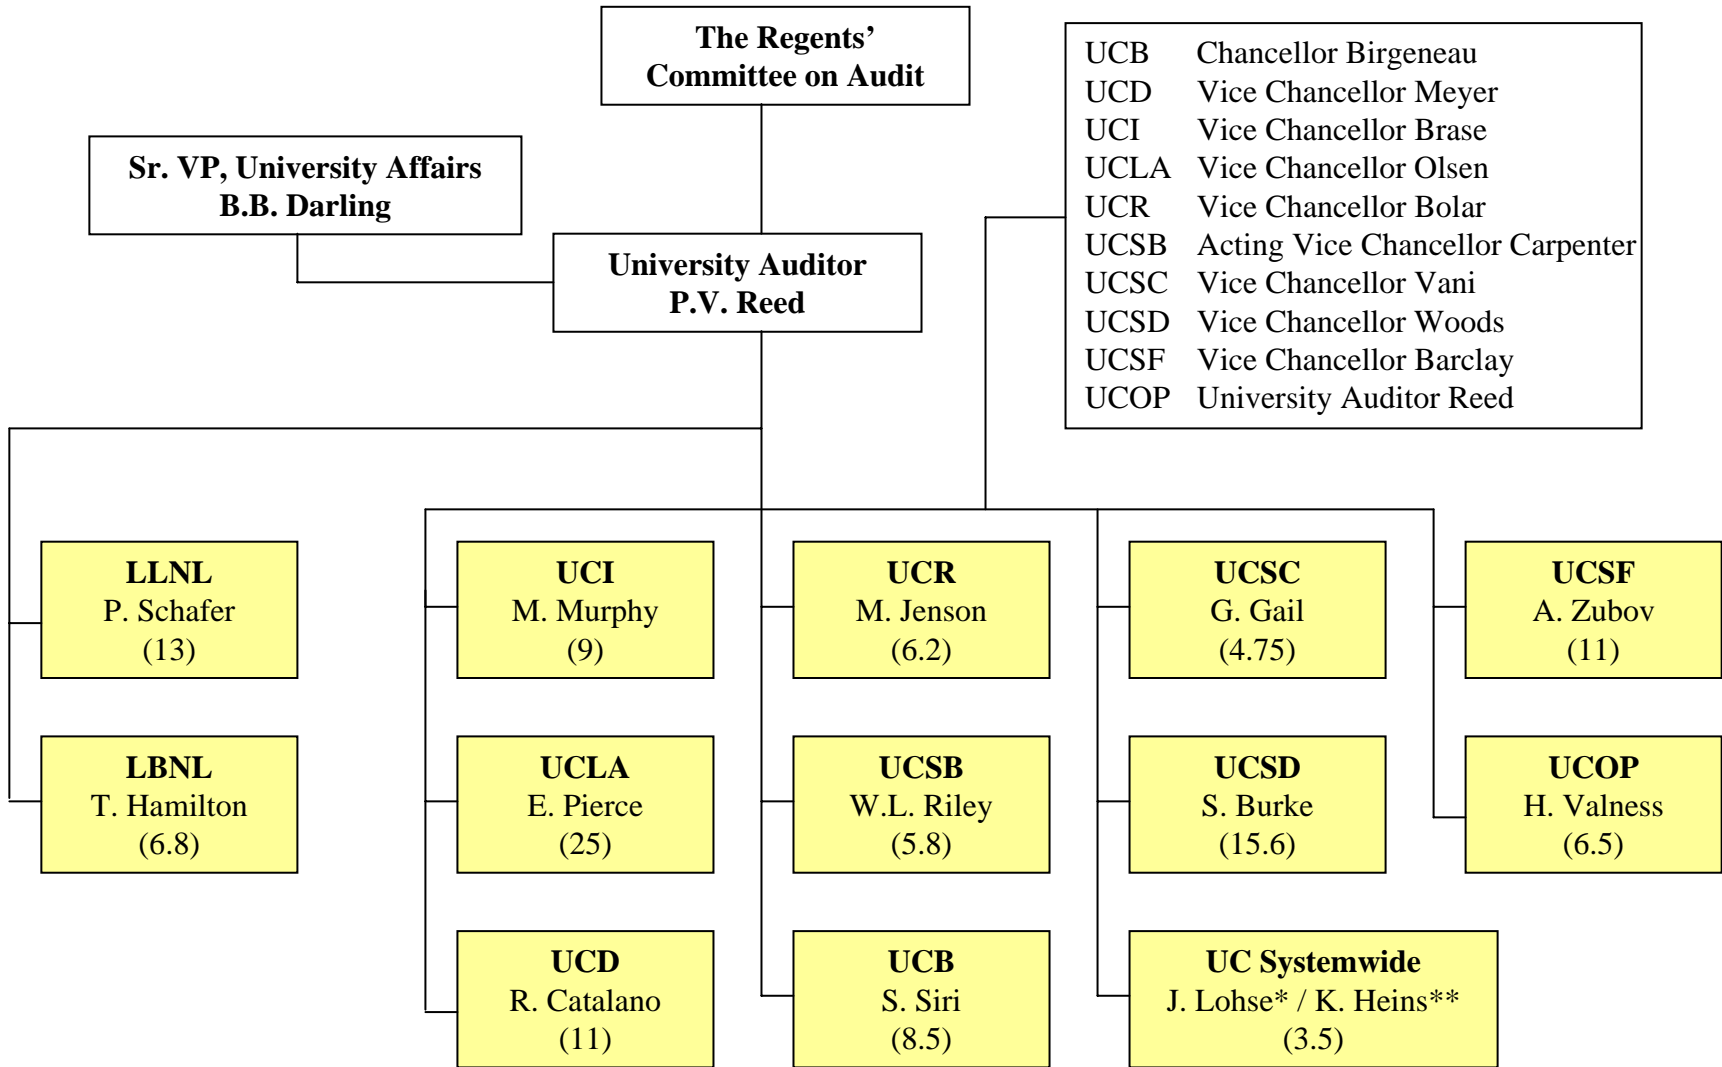 The Regents’
Committee on Audit
Sr. VP, University Affairs
B.B. Darling
University Auditor
P.V. Reed
UCB Chancellor Birgeneau
UCD Vice Chancellor Meyer
UCI Vice Chancellor Brase
UCLA Vice Chancellor Olsen
UCR Vice Chancellor Bolar
UCSB Acting Vice Chancellor Carpenter
UCSC Vice Chancellor Vani
UCSD Vice Chancellor Woods
UCSF Vice Chancellor Barclay
UCOP University Auditor Reed
LLNL
P. Schafer
(13)
UCI
M. Murphy
(9)
UCR
M. Jenson
(6.2)
UCSC
G. Gail
(4.75)
UCSF
A. Zubov
(11)
LBNL
T. Hamilton
(6.8)
UCLA
E. Pierce
(25)
UCSB
W.L. Riley
(5.8)
UCSD
S. Burke
(15.6)
UCOP
H. Valness
(6.5)
UCD
R. Catalano
(11)
UCB
S. Siri
(8.5)
UC Systemwide
J. Lohse* / K. Heins**
(3.5)